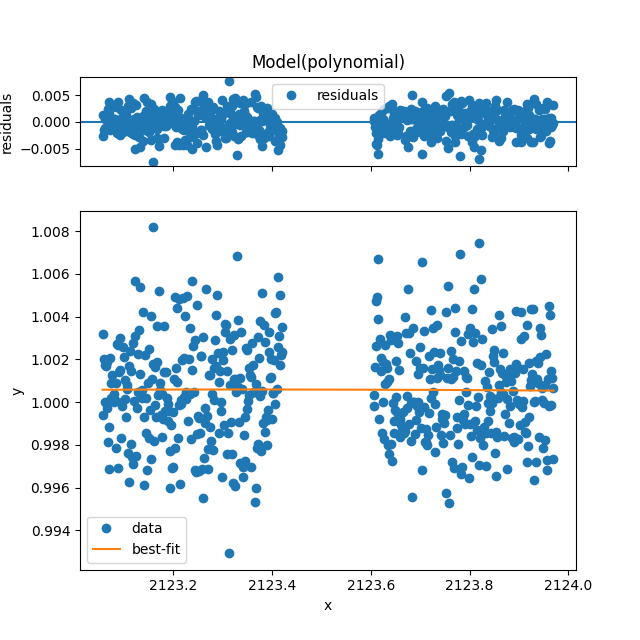 Model(polynomial)
residuals
0.005
0.000
−0.005
residuals
y
1.008
1.006
1.004
1.002
1.000
0.998
0.996
0.994
data
best-fit
2123.2 2123.4 2123.6 2123.8 2124.0
x